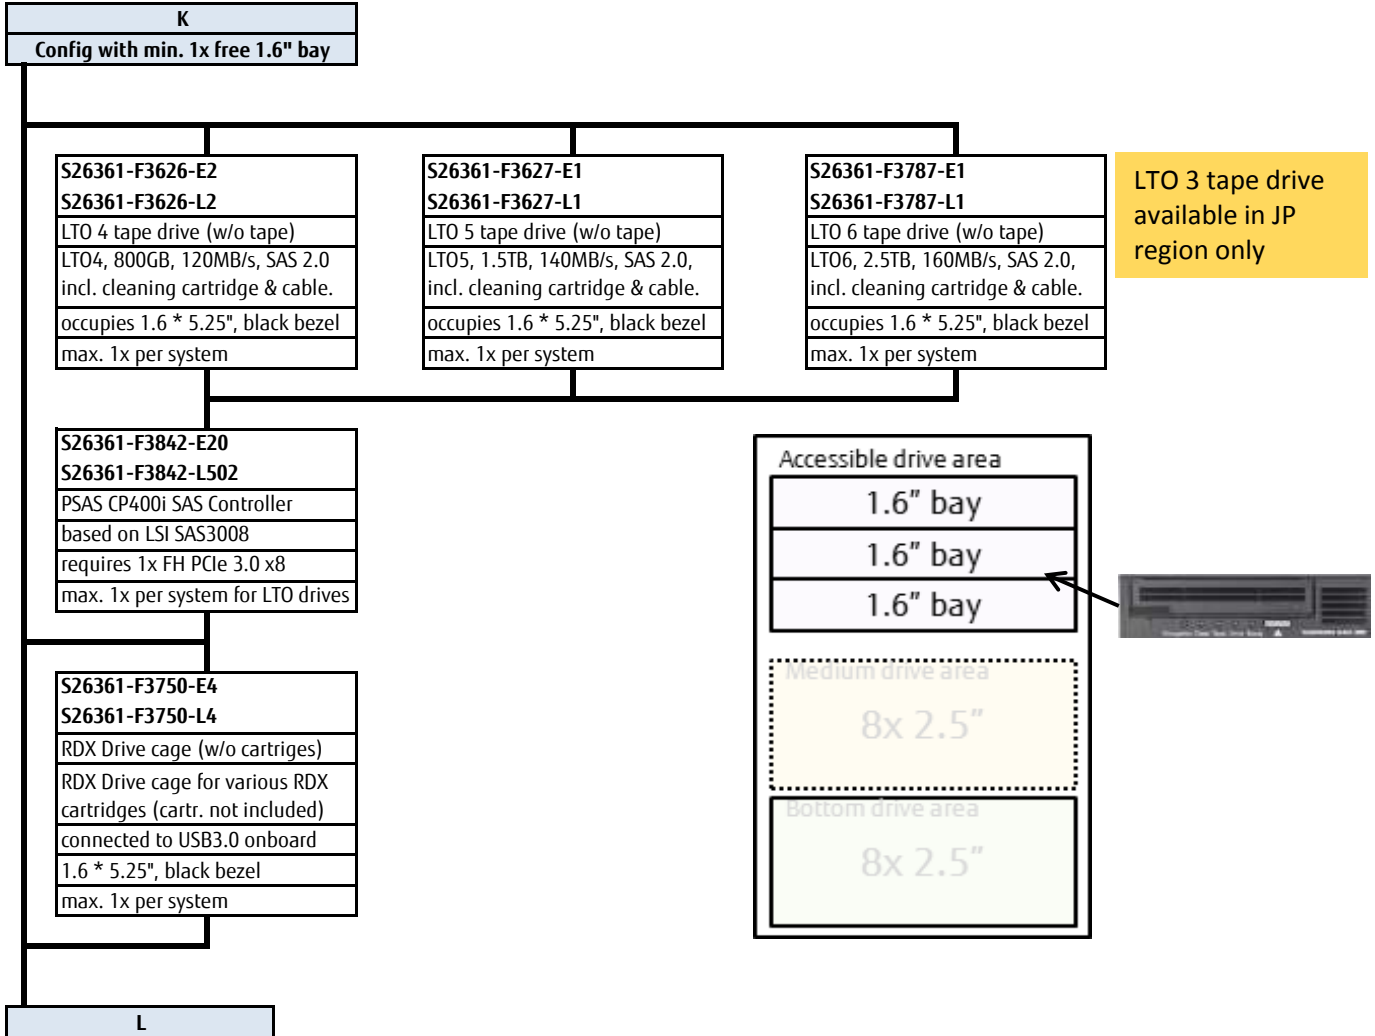 K
Config with min. 1x free 1.6" bay
S26361-F3626-E2
S26361-F3626-L2
LTO 4 tape drive (w/o tape)
LTO4, 800GB, 120MB/s, SAS 2.0
incl. cleaning cartridge & cable.
occupies 1.6 * 5.25", black bezel
max. 1x per system
S26361-F3627-E1
S26361-F3627-L1
LTO 5 tape drive (w/o tape)
LTO5, 1.5TB, 140MB/s, SAS 2.0,
incl. cleaning cartridge & cable.
occupies 1.6 * 5.25", black bezel
max. 1x per system
S26361-F3787-E1
S26361-F3787-L1
LTO 6 tape drive (w/o tape)
LTO6, 2.5TB, 160MB/s, SAS 2.0,
incl. cleaning cartridge & cable.
occupies 1.6 * 5.25", black bezel
max. 1x per system
LTO 3 tape drive
available in JP
region only
S26361-F3842-E20
S26361-F3842-L502
PSAS CP400i SAS Controller
based on LSI SAS3008
requires 1x FH PCIe 3.0 x8
max. 1x per system for LTO drives
S26361-F3750-E4
S26361-F3750-L4
RDX Drive cage (w/o cartriges)
RDX Drive cage for various RDX
cartridges (cartr. not included)
connected to USB3.0 onboard
1.6 * 5.25", black bezel
max. 1x per system
Accessible drive area
1.6" bay
1.6" bay
1.6" bay
Medium drive area
8x 2.5"
Bottom drive area
8x 2.5"
L